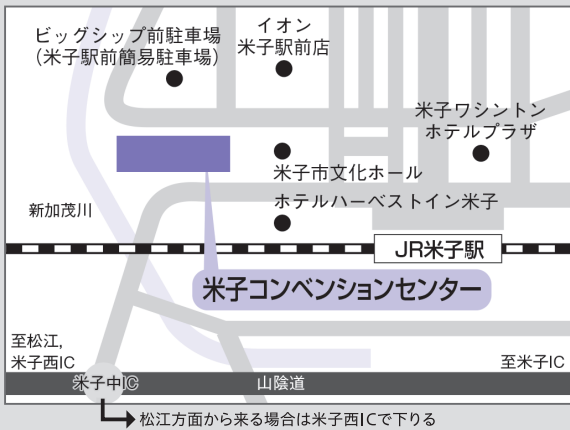 ビッグシップ前駐車場
（米子駅前簡易駐車場）
イオン
米子駅前店
米子ワシントン
ホテルプラザ
米子市文化ホール
ホテルハーベストイン米子
新加茂川
JR米子駅
米子コンベンションセンター
至松江,
米子西IC
至米子IC
米子中IC
山陰道
松江方面から来る場合は米子西ICで下りる